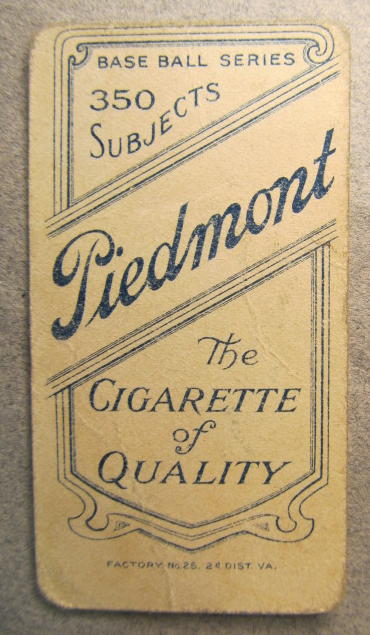 BASE BALL SERIES
350
SUBJECTS
Piedmont
The
CIGARETTE
of
QUALITY
FACTORY No. 25. 2d DIST. VA.